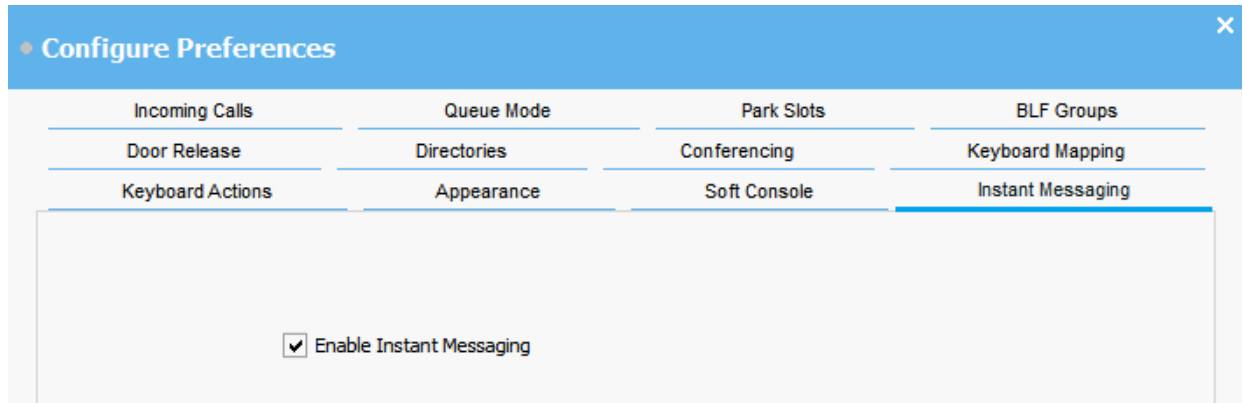 Configure Preferences
Incoming Calls Queue Mode Park Slots BLF Groups
Door Release Directories Conferencing Keyboard Mapping
Keyboard Actions Appearance Soft Console Instant Messaging
Enable Instant Messaging